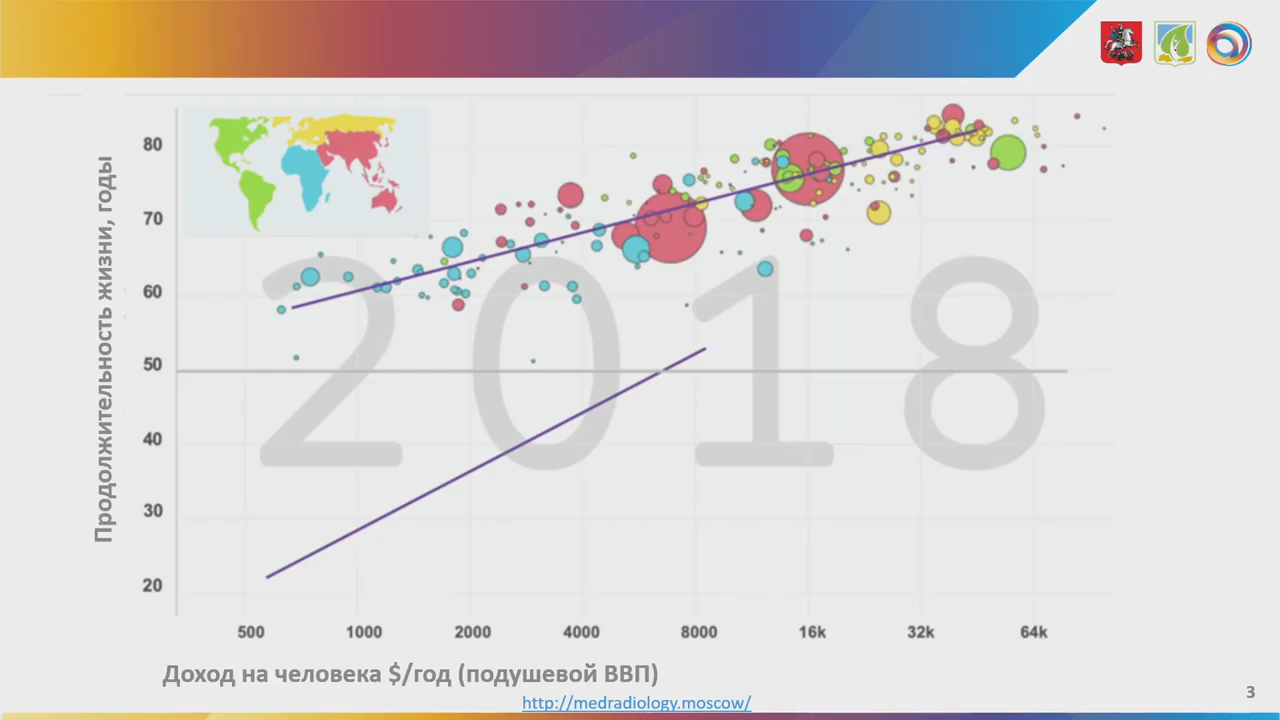 80
70
60
50
40
30
20
Продолжительность жизни, годы
2018
500 1000 2000 4000 8000 16k 32k 64k
Доход на человека $/год (подушевой ВВП)
http://medradiology.moscow/
3